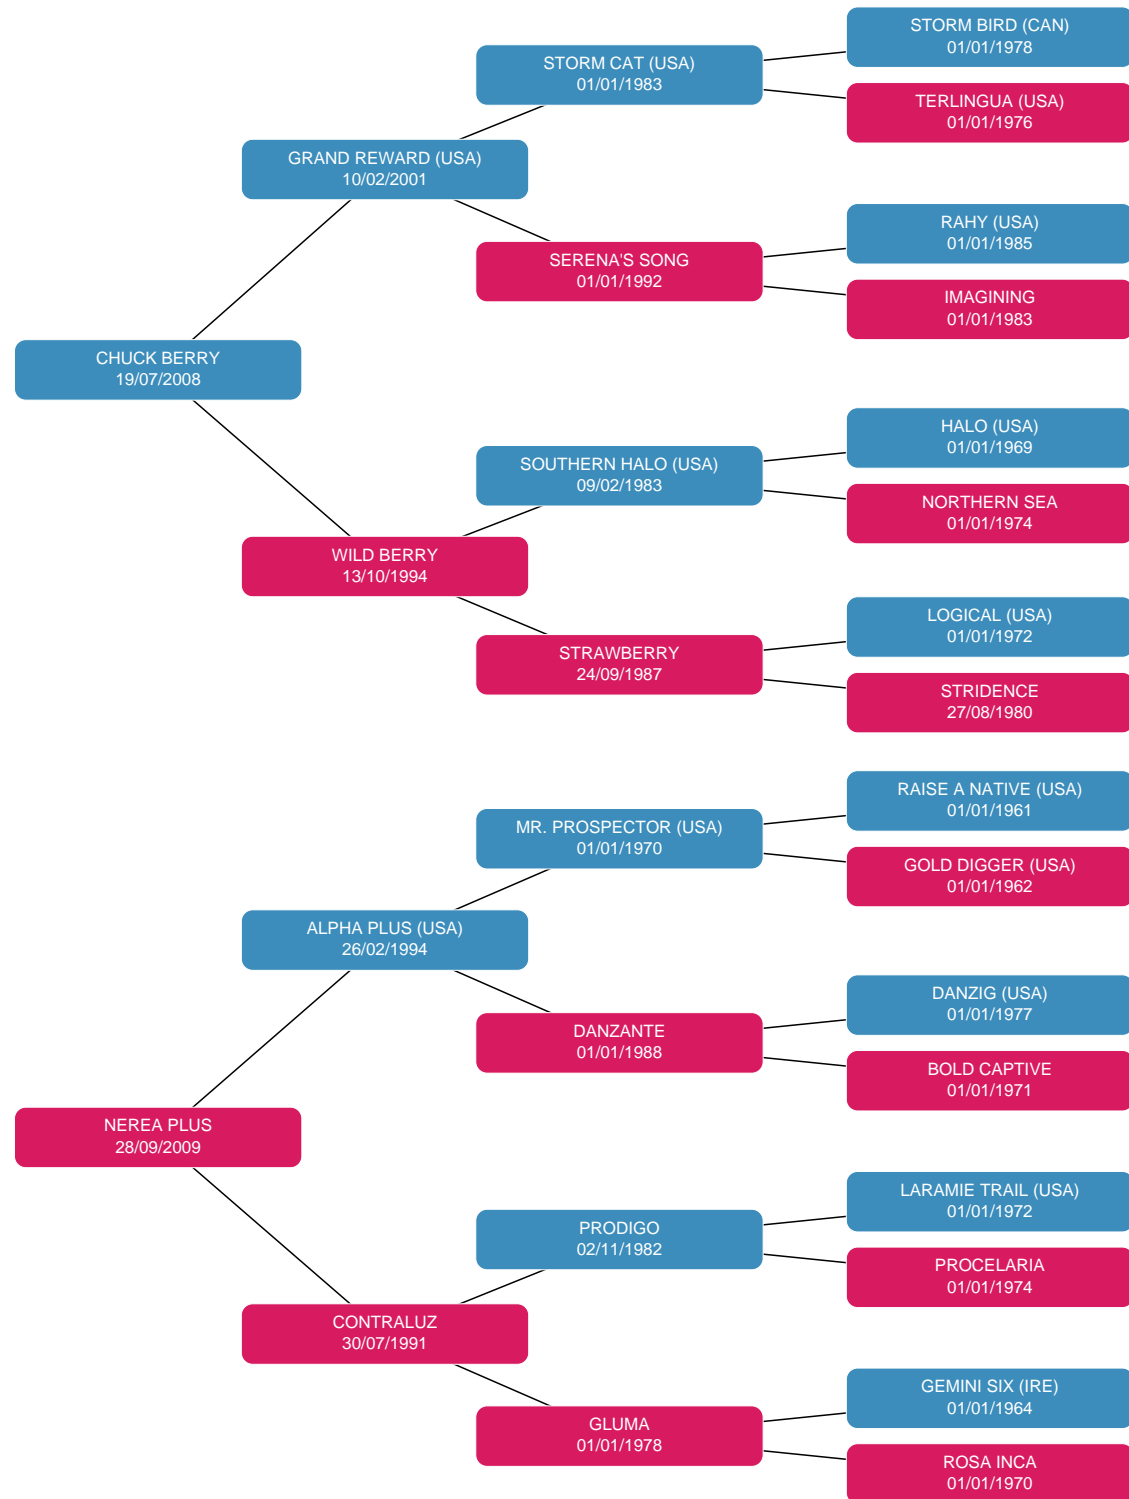 STORM BIRD (CAN)
01/01/1978
STORM CAT (USA)
01/01/1983
TERLINGUA (USA)
01/01/1976
GRAND REWARD (USA)
10/02/2001
RAHY (USA)
01/01/1985
SERENA'S SONG
01/01/1992
IMAGINING
01/01/1983
CHUCK BERRY
19/07/2008
HALO (USA)
01/01/1969
SOUTHERN HALO (USA)
09/02/1983
NORTHERN SEA
01/01/1974
WILD BERRY
13/10/1994
LOGICAL (USA)
01/01/1972
STRAWBERRY
24/09/1987
STRIDENCE
27/08/1980
RAISE A NATIVE (USA)
01/01/1961
MR. PROSPECTOR (USA)
01/01/1970
GOLD DIGGER (USA)
01/01/1962
ALPHA PLUS (USA)
26/02/1994
DANZIG (USA)
01/01/1977
DANZANTE
01/01/1988
BOLD CAPTIVE
01/01/1971
NEREA PLUS
28/09/2009
LARAMIE TRAIL (USA)
01/01/1972
PRODIGO
02/11/1982
PROCELARIA
01/01/1974
CONTRALUZ
30/07/1991
GEMINI SIX (IRE)
01/01/1964
GLUMA
01/01/1978
ROSA INCA
01/01/1970